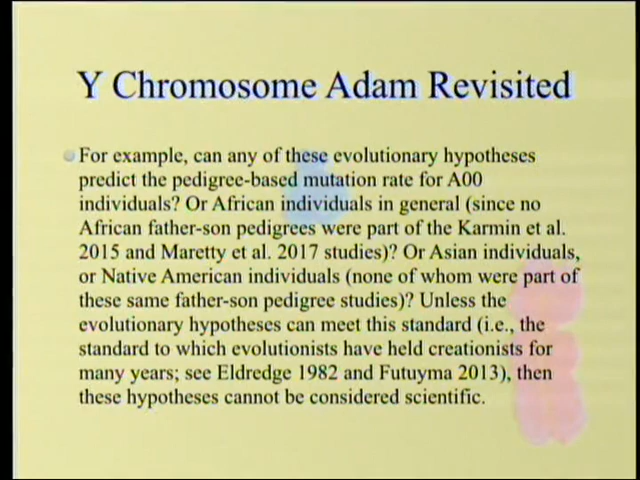 Y Chromosome Adam Revisited
For example, can any of these evolutionary hypotheses
predict the pedigree-based mutation rate for A00
individuals? Or African individuals in general (since no
African father-son pedigrees were part of the Karmin et al.
2015 and Maretty et al. 2017 studies)? Or Asian individuals,
or Native American individuals (none of whom were part of
these same father-son pedigree studies)? Unless the
evolutionary hypotheses can meet this standard (i.e., the
standard to which evolutionists have held creationists for
many years; see Eldredge 1982 and Futuyma 2013), then
these hypotheses cannot be considered scientific.